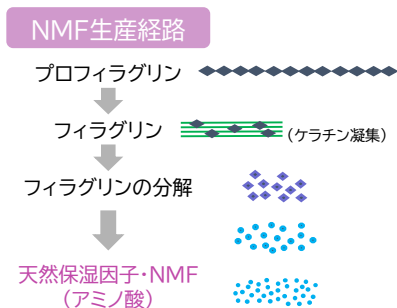 NMF生産経路
プロフィラグリン
フィラグリン
(ケラチン凝集)
フィラグリンの分解
天然保湿因子・NMF
(アミノ酸)